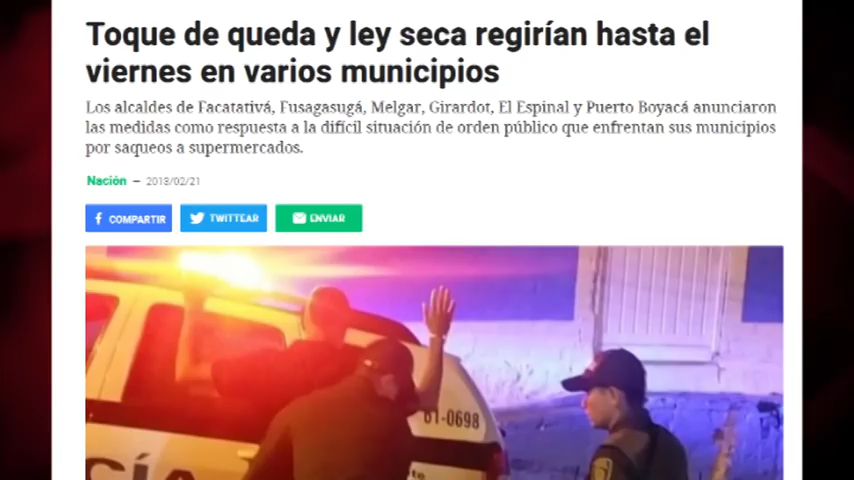 Toque de queda y ley seca regirían hasta el
viernes en varios municipios
Los alcaldes de Facatativá, Fusagasugá, Melgar, Girardot, El Espinal y Puerto Boyacá anunciaron
las medidas como respuesta a la difícil situación de orden público que enfrentan sus municipios
por saqueos a supermercados.
Nación – 2018/02/21
COMPARTIR TWITTEAR ENVIAR
61-0698
CÍA
te